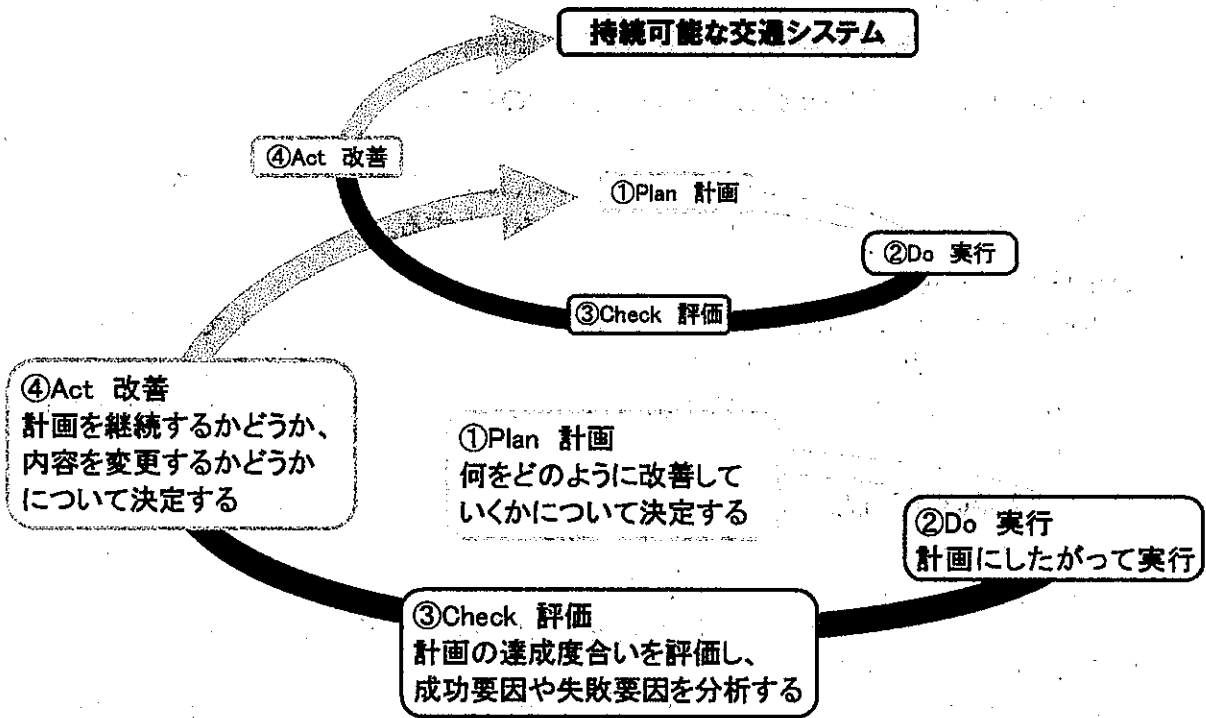 持続可能な交通システム
④Act 改善
①Plan 計画
②Do 実行
③Check 評価
④Act 改善
計画を継続するかどうか、
内容を変更するかどうか
について決定する
①Plan 計画
何をどのように改善して
いくかについて決定する
②Do 実行
計画にしたがって実行
③Check 評価
計画の達成度合いを評価し、
成功要因や失敗要因を分析する